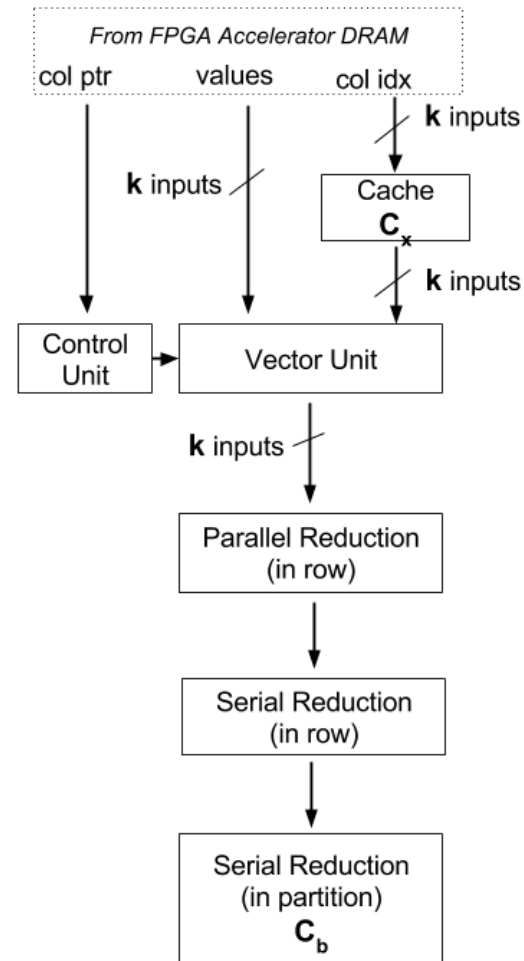 From FPGA Accelerator DRAM
col ptr
values
col idx
k inputs
k inputs
Cache
Cx
k inputs
Control
Unit
Vector Unit
k inputs
Parallel Reduction
(in row)
Serial Reduction
(in row)
Serial Reduction
(in partition)
Cb